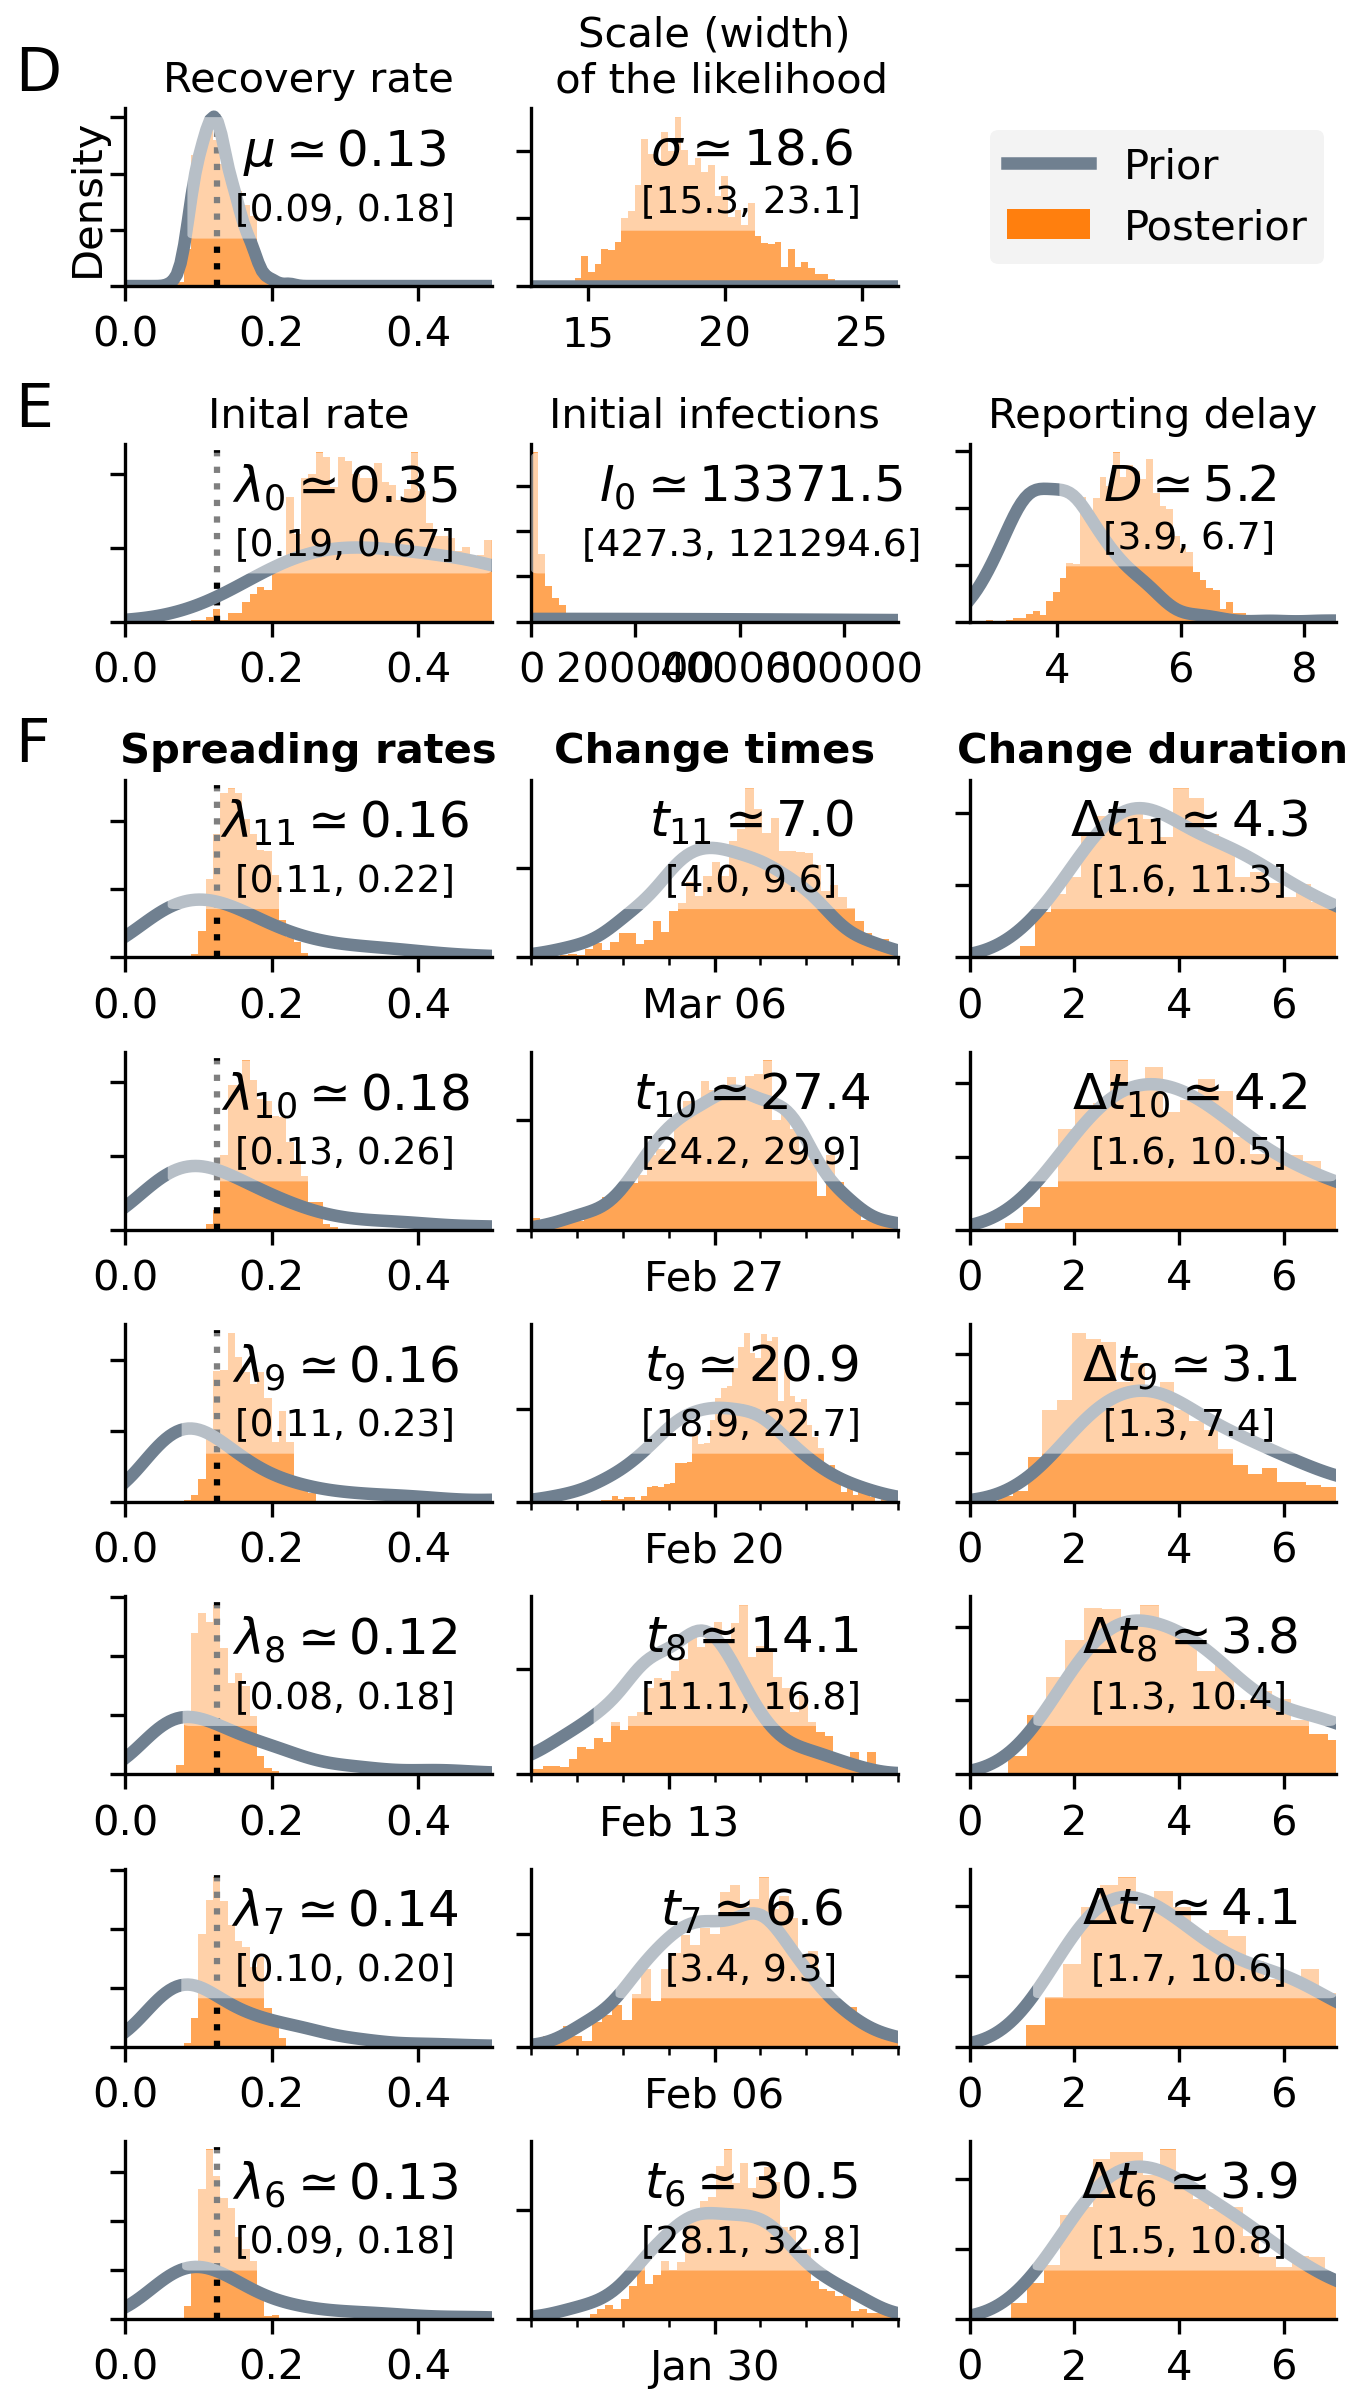 D
Recovery rate
Scale (width)
of the likelihood
Density
μ ≃ 0.13
[0.09, 0.18]
0.0 0.2 0.4
σ ≃ 18.6
[15.3, 23.1]
15 20 25
Prior
Posterior
E
Inital rate
λ0 ≃ 0.35
[0.19, 0.67]
0.0 0.2 0.4
Initial infections
I0 ≃ 13371.5
[427.3, 121294.6]
0 200000 400000 600000
Reporting delay
D ≃ 5.2
[3.9, 6.7]
4 6 8
F
Spreading rates Change times Change duration
λ11 ≃ 0.16
[0.11, 0.22]
0.0 0.2 0.4
t11 ≃ 7.0
[4.0, 9.6]
Mar 06
Δt11 ≃ 4.3
[1.6, 11.3]
0 2 4 6
λ10 ≃ 0.18
[0.13, 0.26]
0.0 0.2 0.4
t10 ≃ 27.4
[24.2, 29.9]
Feb 27
Δt10 ≃ 4.2
[1.6, 10.5]
0 2 4 6
λ9 ≃ 0.16
[0.11, 0.23]
0.0 0.2 0.4
t9 ≃ 20.9
[18.9, 22.7]
Feb 20
Δt9 ≃ 3.1
[1.3, 7.4]
0 2 4 6
λ8 ≃ 0.12
[0.08, 0.18]
0.0 0.2 0.4
t8 ≃ 14.1
[11.1, 16.8]
Feb 13
Δt8 ≃ 3.8
[1.3, 10.4]
0 2 4 6
λ7 ≃ 0.14
[0.10, 0.20]
0.0 0.2 0.4
t7 ≃ 6.6
[3.4, 9.3]
Feb 06
Δt7 ≃ 4.1
[1.7, 10.6]
0 2 4 6
λ6 ≃ 0.13
[0.09, 0.18]
0.0 0.2 0.4
t6 ≃ 30.5
[28.1, 32.8]
Jan 30
Δt6 ≃ 3.9
[1.5, 10.8]
0 2 4 6